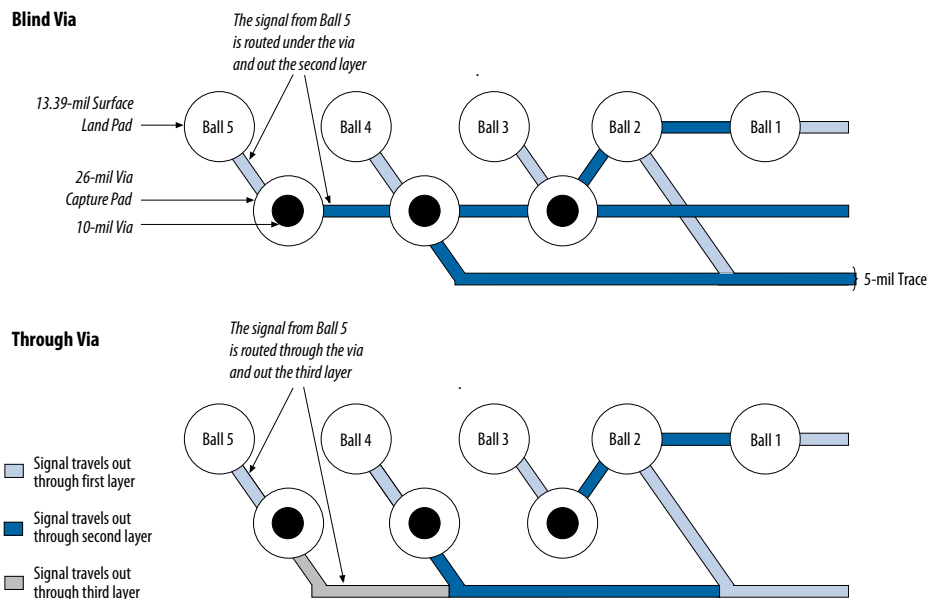 Blind Via
The signal from Ball 5
is routed under the via
and out the second layer
13.39-mil Surface
Land Pad
Ball 5
Ball 4
Ball 3
Ball 2
Ball 1
26-mil Via
Capture Pad
10-mil Via
5-mil Trace
Through Via
The signal from Ball 5
is routed through the via
and out the third layer
Ball 5
Ball 4
Ball 3
Ball 2
Ball 1
Signal travels out
through first layer
Signal travels out
through second layer
Signal travels out
through third layer